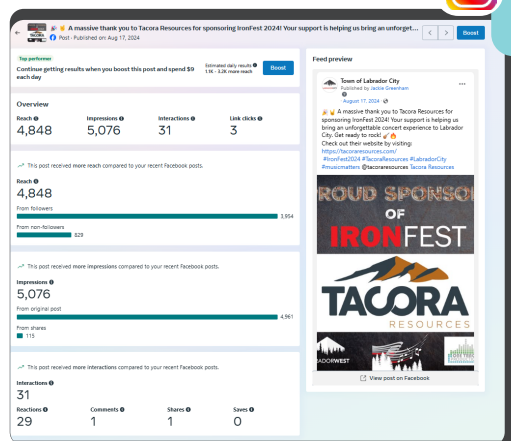 🎉🤘 A massive thank you to Tacora Resources for sponsoring IronFest 2024! Your support is helping us bring an unforget...
Post · Published on: Aug 17, 2024
Boost
Top performer
Continue getting results when you boost this post and spend $9
each day
Estimated daily results
1.1K - 3.2K more reach
Boost
Overview
Reach Impressions Interactions Link clicks
4,848 5,076 31 3
This post received more reach compared to your recent Facebook posts.
Reach
4,848
From followers
3,954
From non-followers
829
This post received more impressions compared to your recent Facebook posts.
Impressions
5,076
From original post
4,961
From shares
115
This post received more interactions compared to your recent Facebook posts.
Interactions
31
Reactions Comments Shares Saves
29 1 1 0
Feed preview
Town of Labrador City
Published by Jackie Greenham
August 17, 2024 ·
🎉🤘 A massive thank you to Tacora Resources for
sponsoring IronFest 2024! Your support is helping us
bring an unforgettable concert experience to Labrador
City. Get ready to rock! 🎸🔥
Check out their website by visiting:
https://tacoraresources.com/
#IronFest2024 #TacoraResources #LabradorCity
#musicmatters @tacoraresources Tacora Resources
ROUD SPONSO
OF
IRONFEST
TACORA
RESOURCES
ADORWEST
View post on Facebook